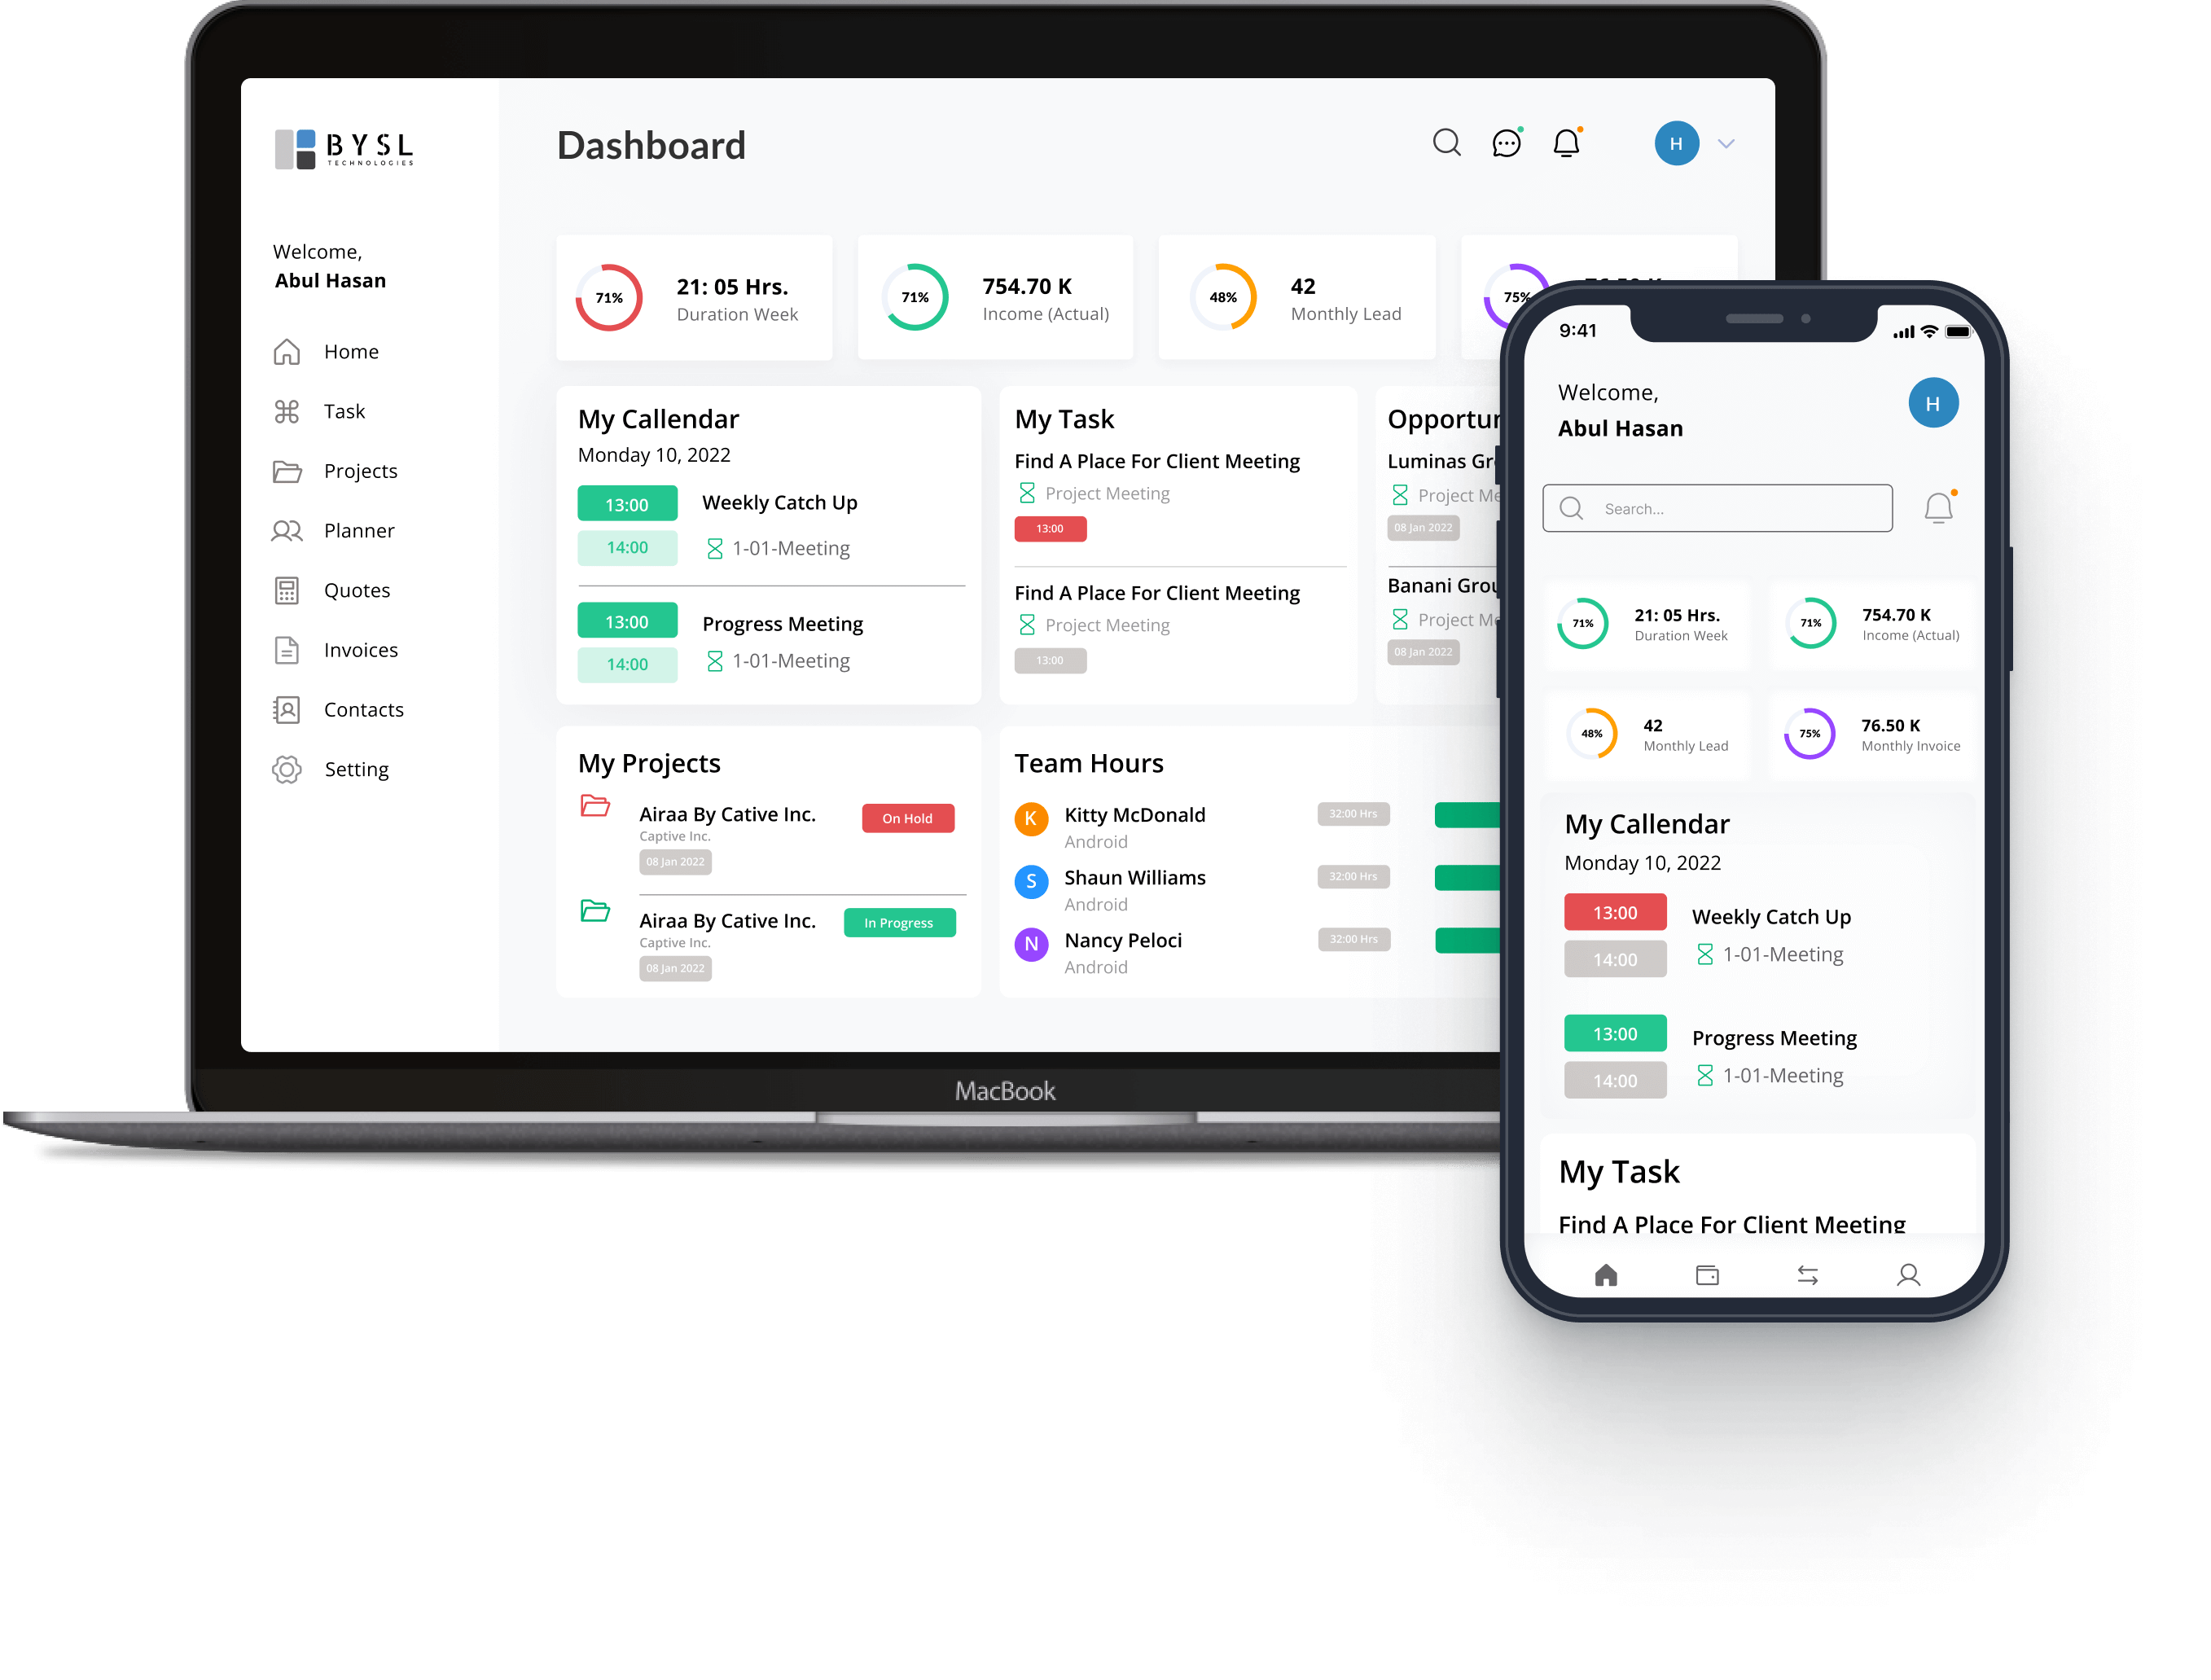 BYSL
TECHNOLOGIES
Welcome,
Abul Hasan
Home
Task
Projects
Planner
Quotes
Invoices
Contacts
Setting
Dashboard
H
71%
21: 05 Hrs.
Duration Week
71%
754.70 K
Income (Actual)
48%
42
Monthly Lead
75%
My Callendar
Monday 10, 2022
13:00
Weekly Catch Up
14:00
1-01-Meeting
13:00
Progress Meeting
14:00
1-01-Meeting
My Task
Find A Place For Client Meeting
Project Meeting
13:00
Find A Place For Client Meeting
Project Meeting
13:00
Opportun
Luminas Gr
Project Me
08 Jan 2022
Banani Grou
Project Me
08 Jan 2022
My Projects
Airaa By Cative Inc.
On Hold
Captive Inc.
08 Jan 2022
Airaa By Cative Inc.
In Progress
Captive Inc.
08 Jan 2022
Team Hours
K
Kitty McDonald
32:00 Hrs
Android
S
Shaun Williams
32:00 Hrs
Android
N
Nancy Peloci
32:00 Hrs
Android
MacBook
9:41
Welcome,
Abul Hasan
H
Search...
71%
21: 05 Hrs.
Duration Week
71%
754.70 K
Income (Actual)
48%
42
Monthly Lead
75%
76.50 K
Monthly Invoice
My Callendar
Monday 10, 2022
13:00
Weekly Catch Up
14:00
1-01-Meeting
13:00
Progress Meeting
14:00
1-01-Meeting
My Task
Find A Place For Client Meeting